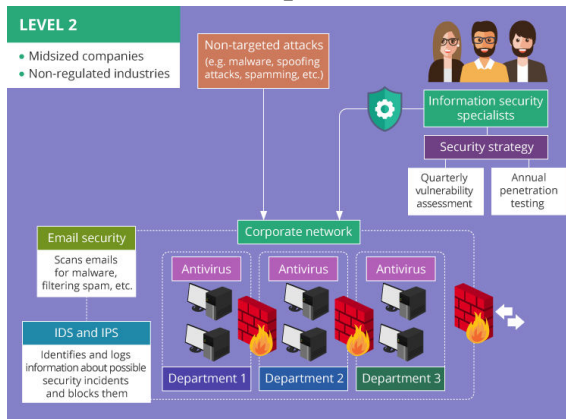 LEVEL 2
• Midsized companies
• Non-regulated industries
Non-targeted attacks
(e.g. malware, spoofing
attacks, spamming, etc.)
Information security
specialists
Security strategy
Quarterly
vulnerability
assessment
Annual
penetration
testing
Corporate network
Email security
Scans emails
for malware,
filtering spam, etc.
IDS and IPS
Identifies and logs
information about possible
security incidents
and blocks them
Antivirus
Antivirus
Antivirus
Department 1
Department 2
Department 3